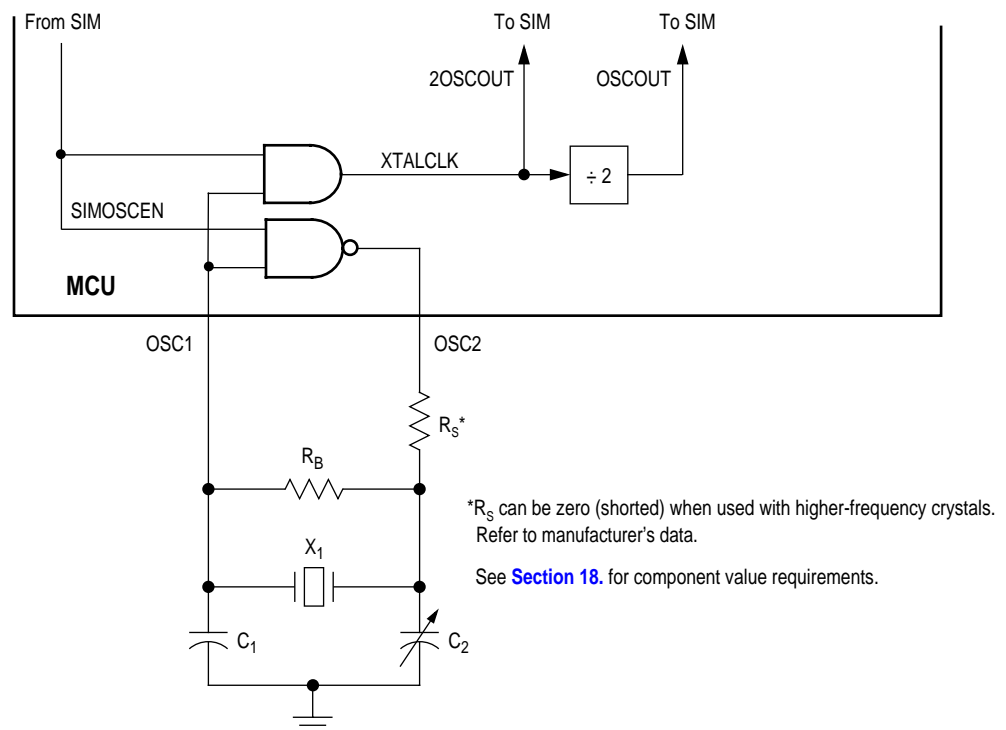 From SIM
To SIM
To SIM
2OSCOUT
OSCOUT
XTALCLK
÷ 2
SIMOSCEN
MCU
OSC1
OSC2
RS*
RB
*RS can be zero (shorted) when used with higher-frequency crystals.
Refer to manufacturer's data.
X1
See Section 18. for component value requirements.
C1
C2